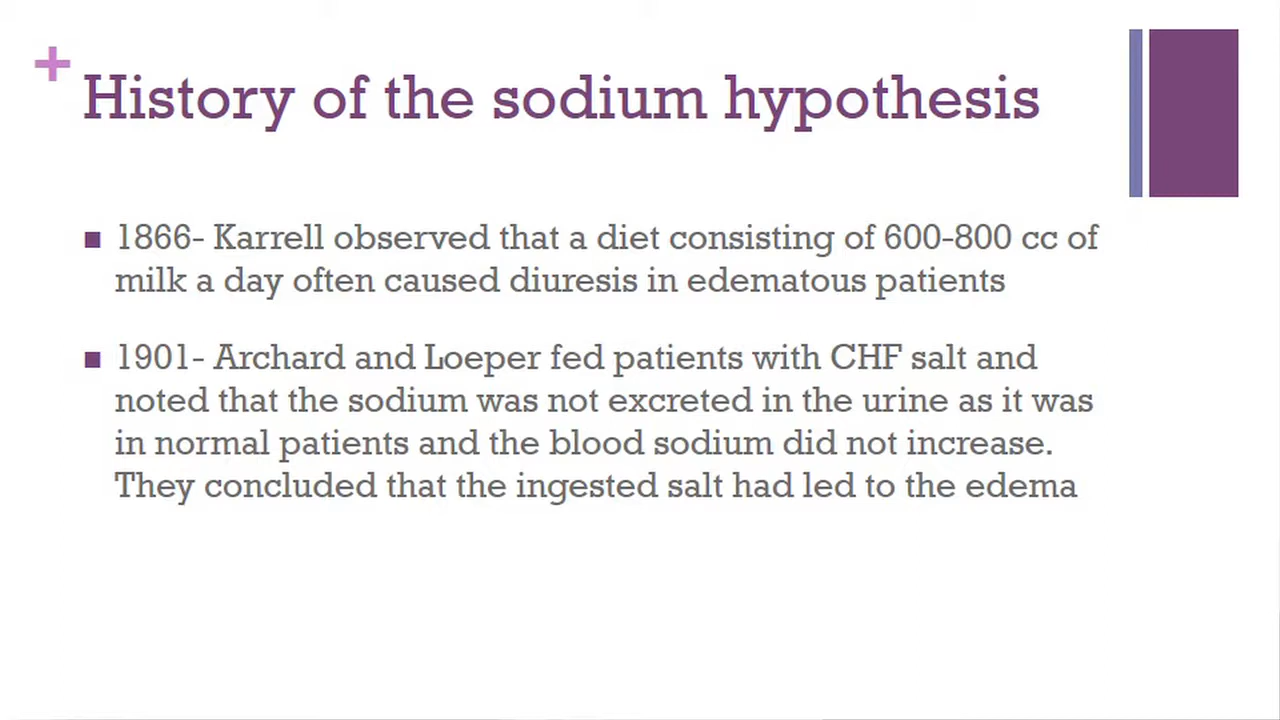 History of the sodium hypothesis
1866- Karrell observed that a diet consisting of 600-800 cc of
milk a day often caused diuresis in edematous patients
1901- Archard and Loeper fed patients with CHF salt and
noted that the sodium was not excreted in the urine as it was
in normal patients and the blood sodium did not increase.
They concluded that the ingested salt had led to the edema